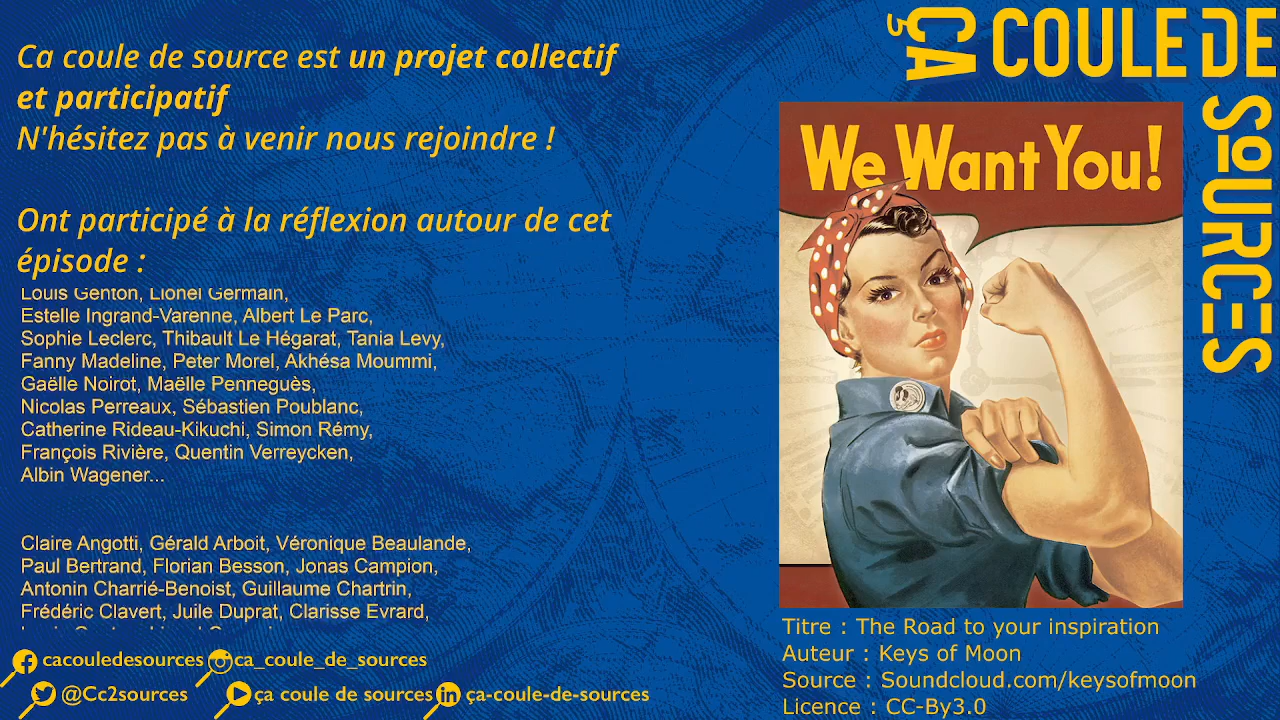 Ca coule de source est un projet collectif
et participatif
N'hésitez pas à venir nous rejoindre !
Ont participé à la réflexion autour de cet
épisode :
Louis Genton, Lionel Germain,
Estelle Ingrand-Varenne, Albert Le Parc,
Sophie Leclerc, Thibault Le Hégarat, Tania Levy,
Fanny Madeline, Peter Morel, Akhésa Moummi,
Gaëlle Noirot, Maëlle Penneguès,
Nicolas Perreaux, Sébastien Poublanc,
Catherine Rideau-Kikuchi, Simon Rémy,
François Rivière, Quentin Verreycken,
Albin Wagener...
Claire Angotti, Gérald Arboit, Véronique Beaulande,
Paul Bertrand, Florian Besson, Jonas Campion,
Antonin Charrié-Benoist, Guillaume Chartrin,
Frédéric Clavert, Juile Duprat, Clarisse Evrard,
cacouledesources ca_coule_de_sources
@Cc2sources ça coule de sources ça-coule-de-sources
ÇA COULE DE
SOURCES
We Want You!
Titre : The Road to your inspiration
Auteur : Keys of Moon
Source : Soundcloud.com/keysofmoon
Licence : CC-By3.0